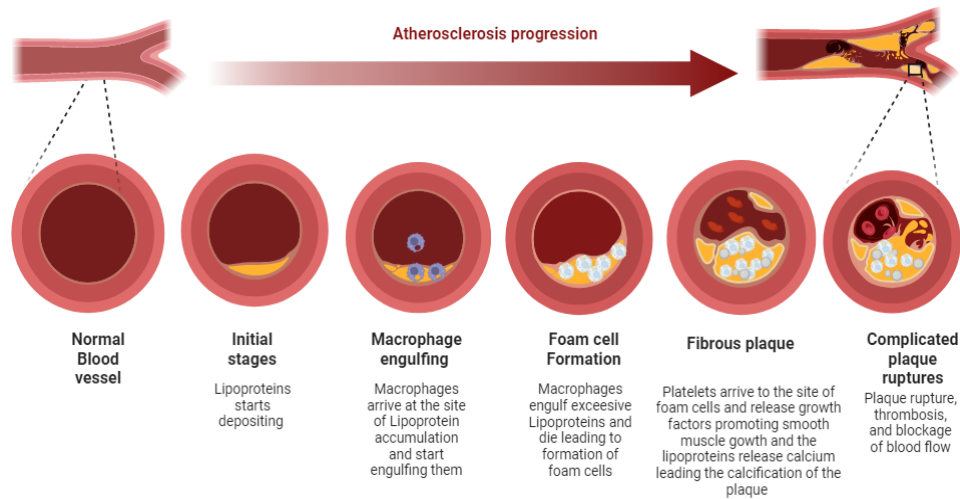 Atherosclerosis progression
Normal
Blood
vessel
Initial
stages
Lipoproteins
starts
depositing
Macrophage
engulfing
Macrophages
arrive at the site
of Lipoprotein
accumulation
and start
engulfing them
Foam cell
Formation
Macrophages
engulf exceesive
Lipoproteins and
die leading to
formation of
foam cells
Fibrous plaque
Platelets arrive to the site of
foam cells and release growth
factors promoting smooth
muscle gowth and the
lipoproteins release calcium
leading the calcification of the
plaque
Complicated
plaque
ruptures
Plaque rupture,
thrombosis,
and blockage
of blood flow